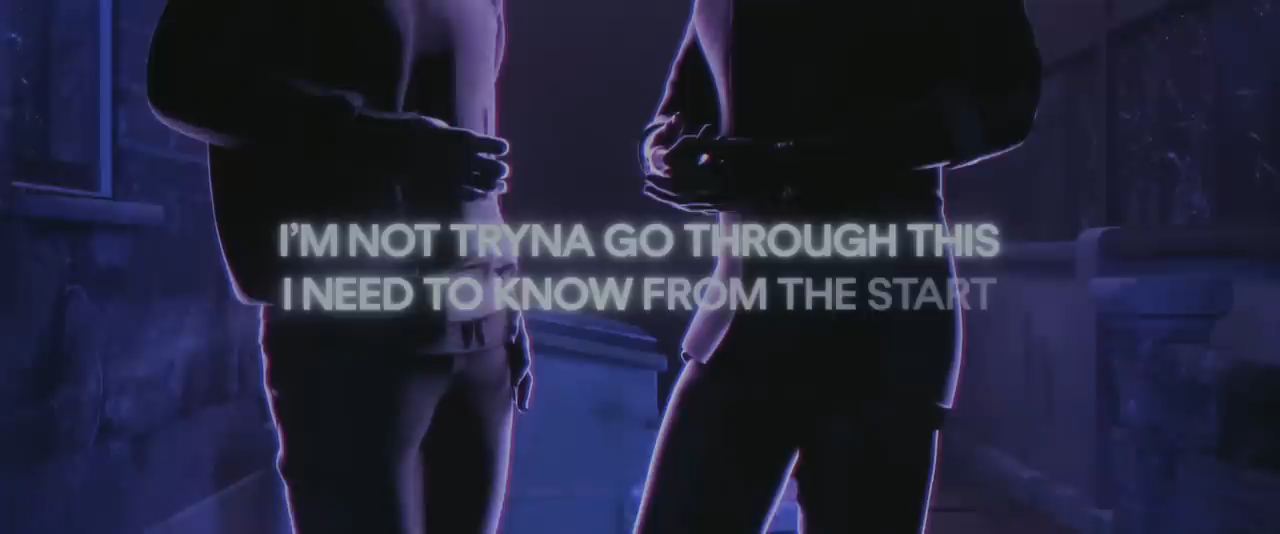 I'M NOT TRYNA GO THROUGH THIS
I NEED TO KNOW FROM THE START